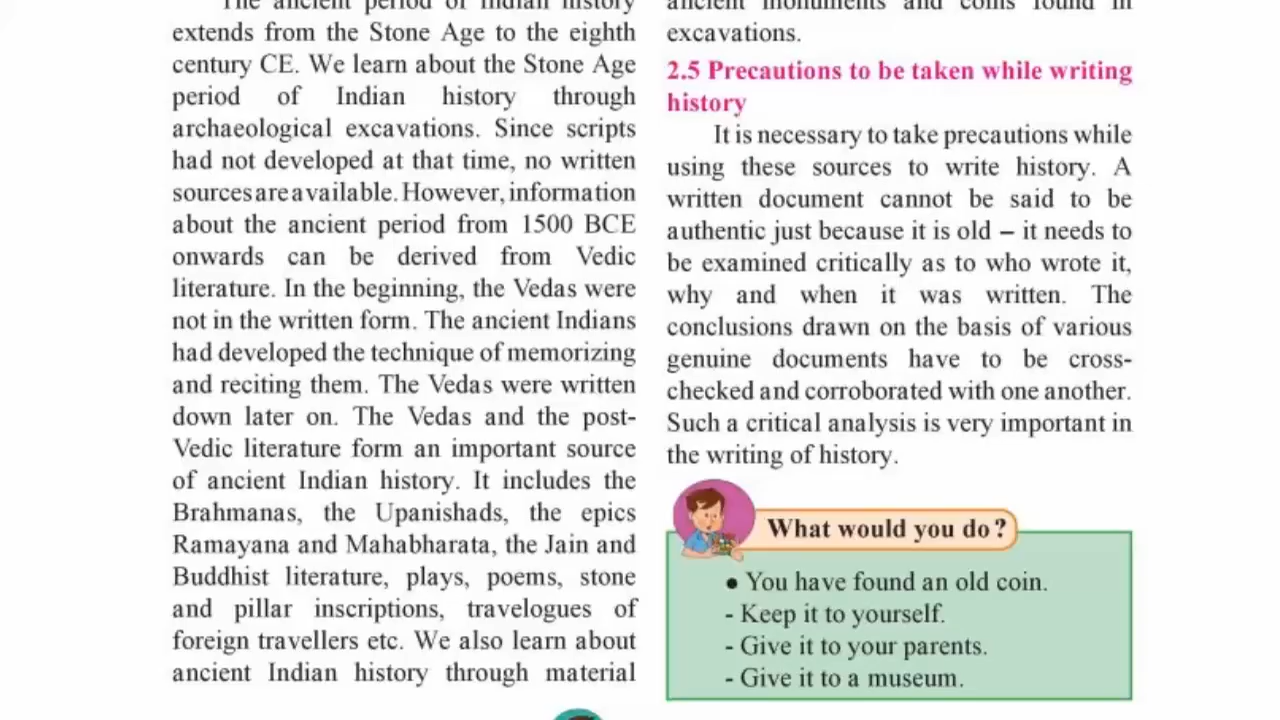 The ancient period of Indian history
extends from the Stone Age to the eighth
century CE. We learn about the Stone Age
period of Indian history through
archaeological excavations. Since scripts
had not developed at that time, no written
sources are available. However, information
about the ancient period from 1500 BCE
onwards can be derived from Vedic
literature. In the beginning, the Vedas were
not in the written form. The ancient Indians
had developed the technique of memorizing
and reciting them. The Vedas were written
down later on. The Vedas and the post-
Vedic literature form an important source
of ancient Indian history. It includes the
Brahmanas, the Upanishads, the epics
Ramayana and Mahabharata, the Jain and
Buddhist literature, plays, poems, stone
and pillar inscriptions, travelogues of
foreign travellers etc. We also learn about
ancient Indian history through material
ancient monuments and coins found in
excavations.
2.5 Precautions to be taken while writing
history
It is necessary to take precautions while
using these sources to write history. A
written document cannot be said to be
authentic just because it is old – it needs to
be examined critically as to who wrote it,
why and when it was written. The
conclusions drawn on the basis of various
genuine documents have to be cross-
checked and corroborated with one another.
Such a critical analysis is very important in
the writing of history.
What would you do?
● You have found an old coin.
- Keep it to yourself.
- Give it to your parents.
- Give it to a museum.